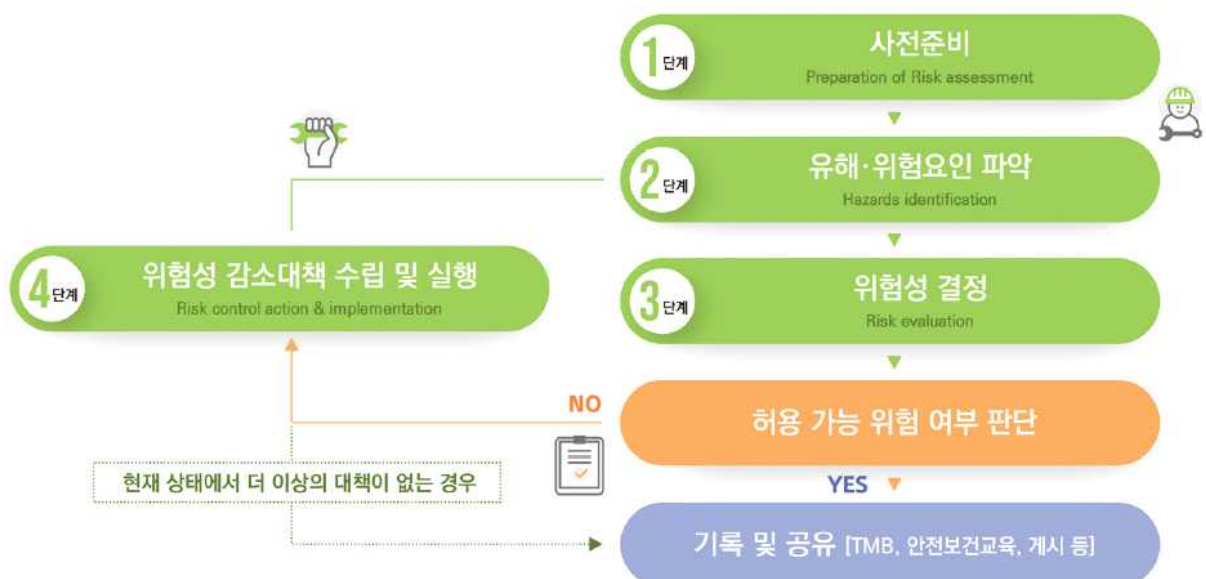 1단계
사전준비
Preparation of Risk assessment
2단계
유해·위험요인 파악
Hazards identification
3단계
위험성 결정
Risk evaluation
4단계
위험성 감소대책 수립 및 실행
Risk control action & implementation
허용 가능 위험 여부 판단
NO
YES
현재 상태에서 더 이상의 대책이 없는 경우
기록 및 공유 [TMB, 안전보건교육, 게시 등]